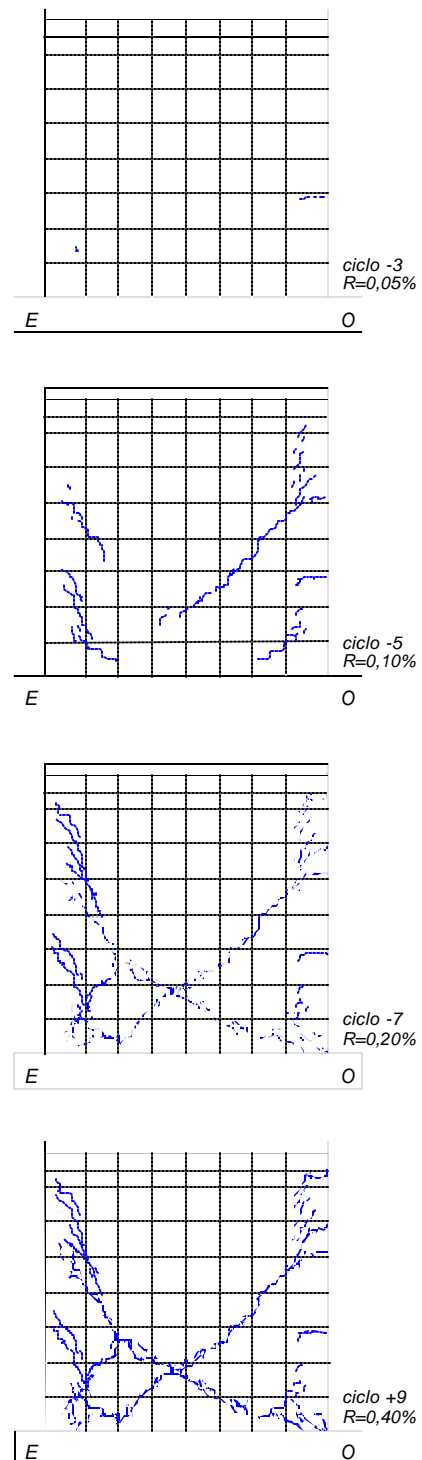 ciclo -3
R=0,05%
E O
ciclo -5
R=0,10%
E O
ciclo -7
R=0,20%
E O
ciclo +9
R=0,40%
E O